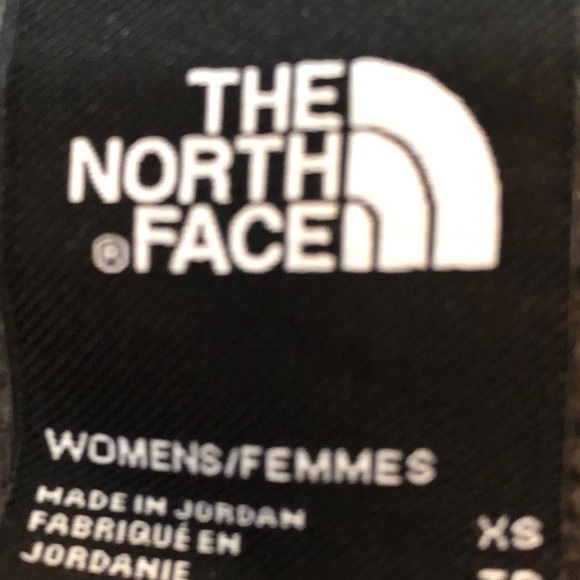 THE
NORTH
®FACE
WOMENS/FEMMES
MADE IN JORDAN
FABRIQUÉ EN
JORDANIE
XS